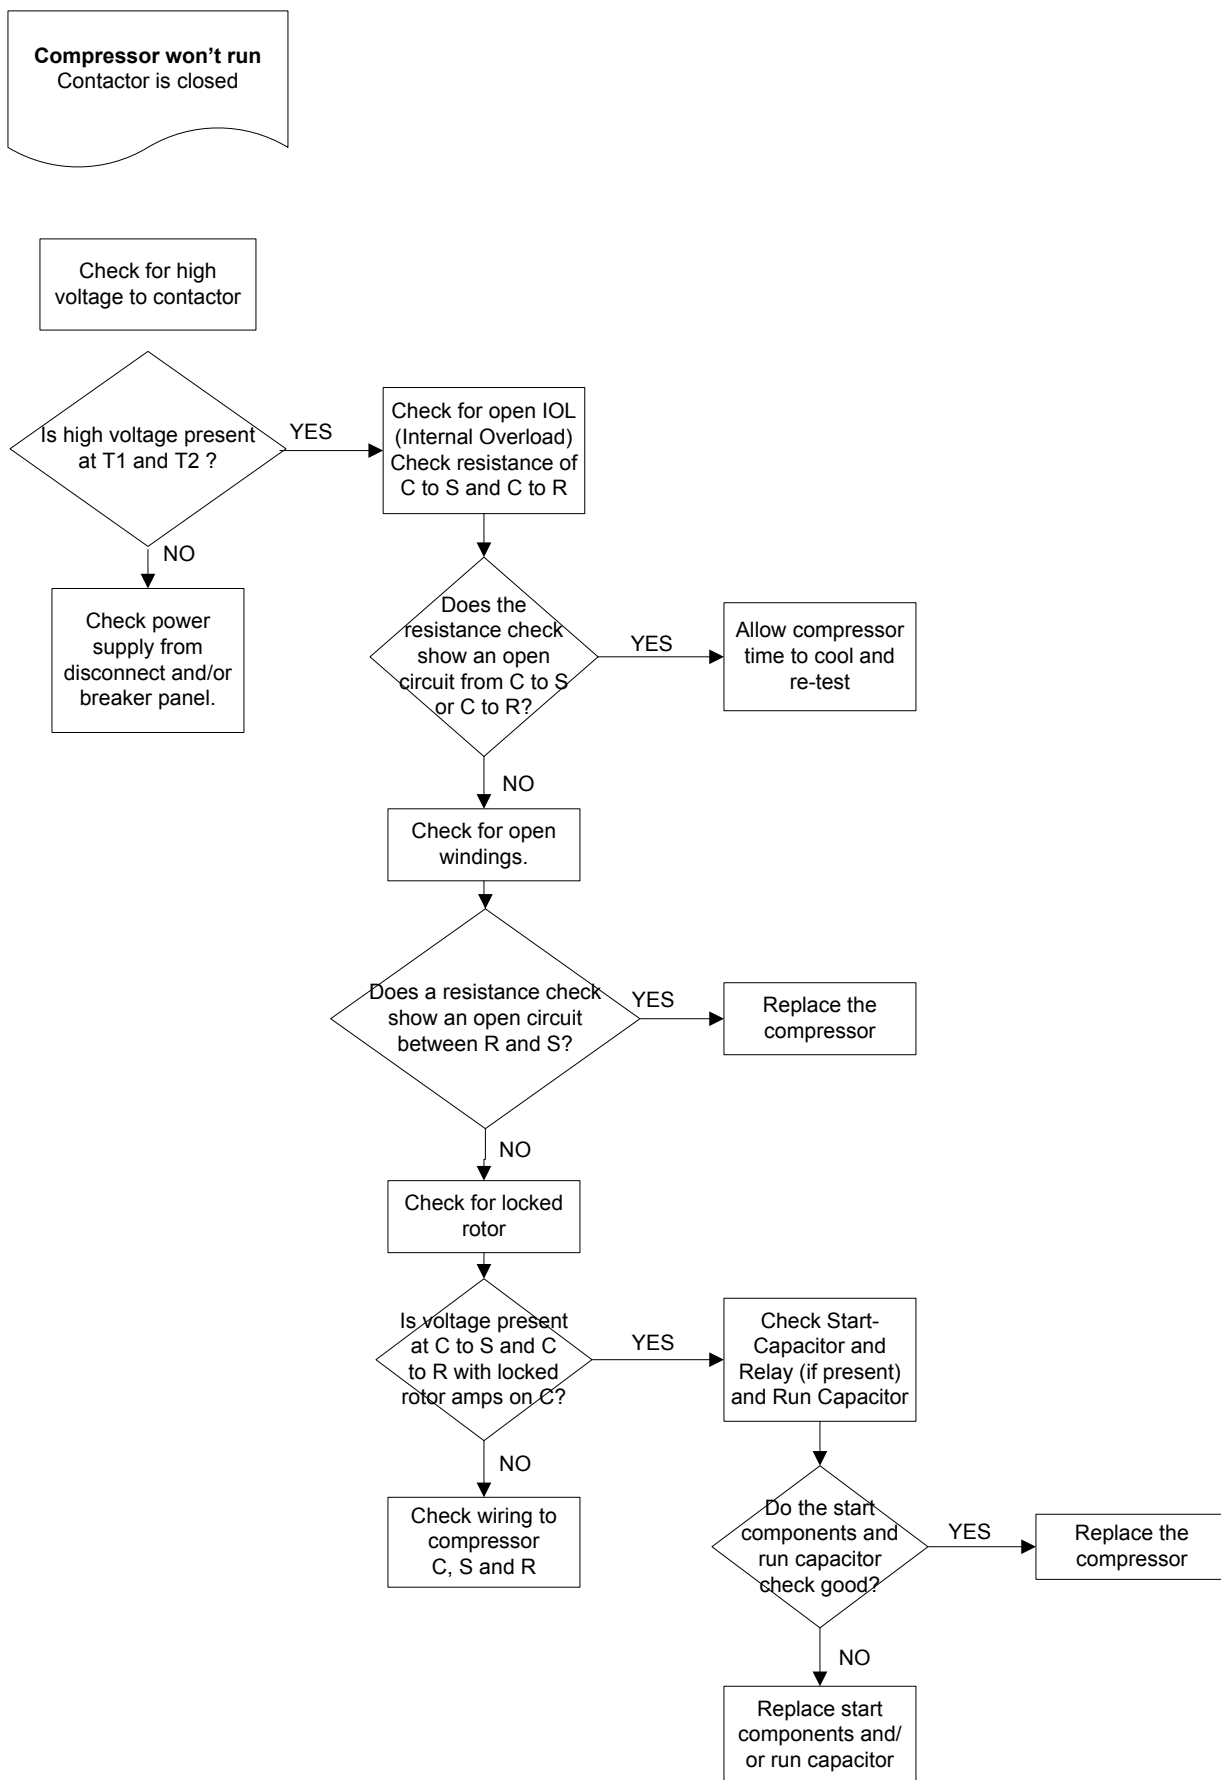 Compressor won't run
Contactor is closed
Check for high
voltage to contactor
Is high voltage present
at T1 and T2 ?
YES
NO
Check power
supply from
disconnect and/or
breaker panel.
Check for open IOL
(Internal Overload)
Check resistance of
C to S and C to R
Does the
resistance check
show an open
circuit from C to S
or C to R?
YES
Allow compressor
time to cool and
re-test
NO
Check for open
windings.
Does a resistance check
show an open circuit
between R and S?
YES
Replace the
compressor
NO
Check for locked
rotor
Is voltage present
at C to S and C
to R with locked
rotor amps on C?
YES
NO
Check wiring to
compressor
C, S and R
Check Start-
Capacitor and
Relay (if present)
and Run Capacitor
Do the start
components and
run capacitor
check good?
YES
Replace the
compressor
NO
Replace start
components and/
or run capacitor